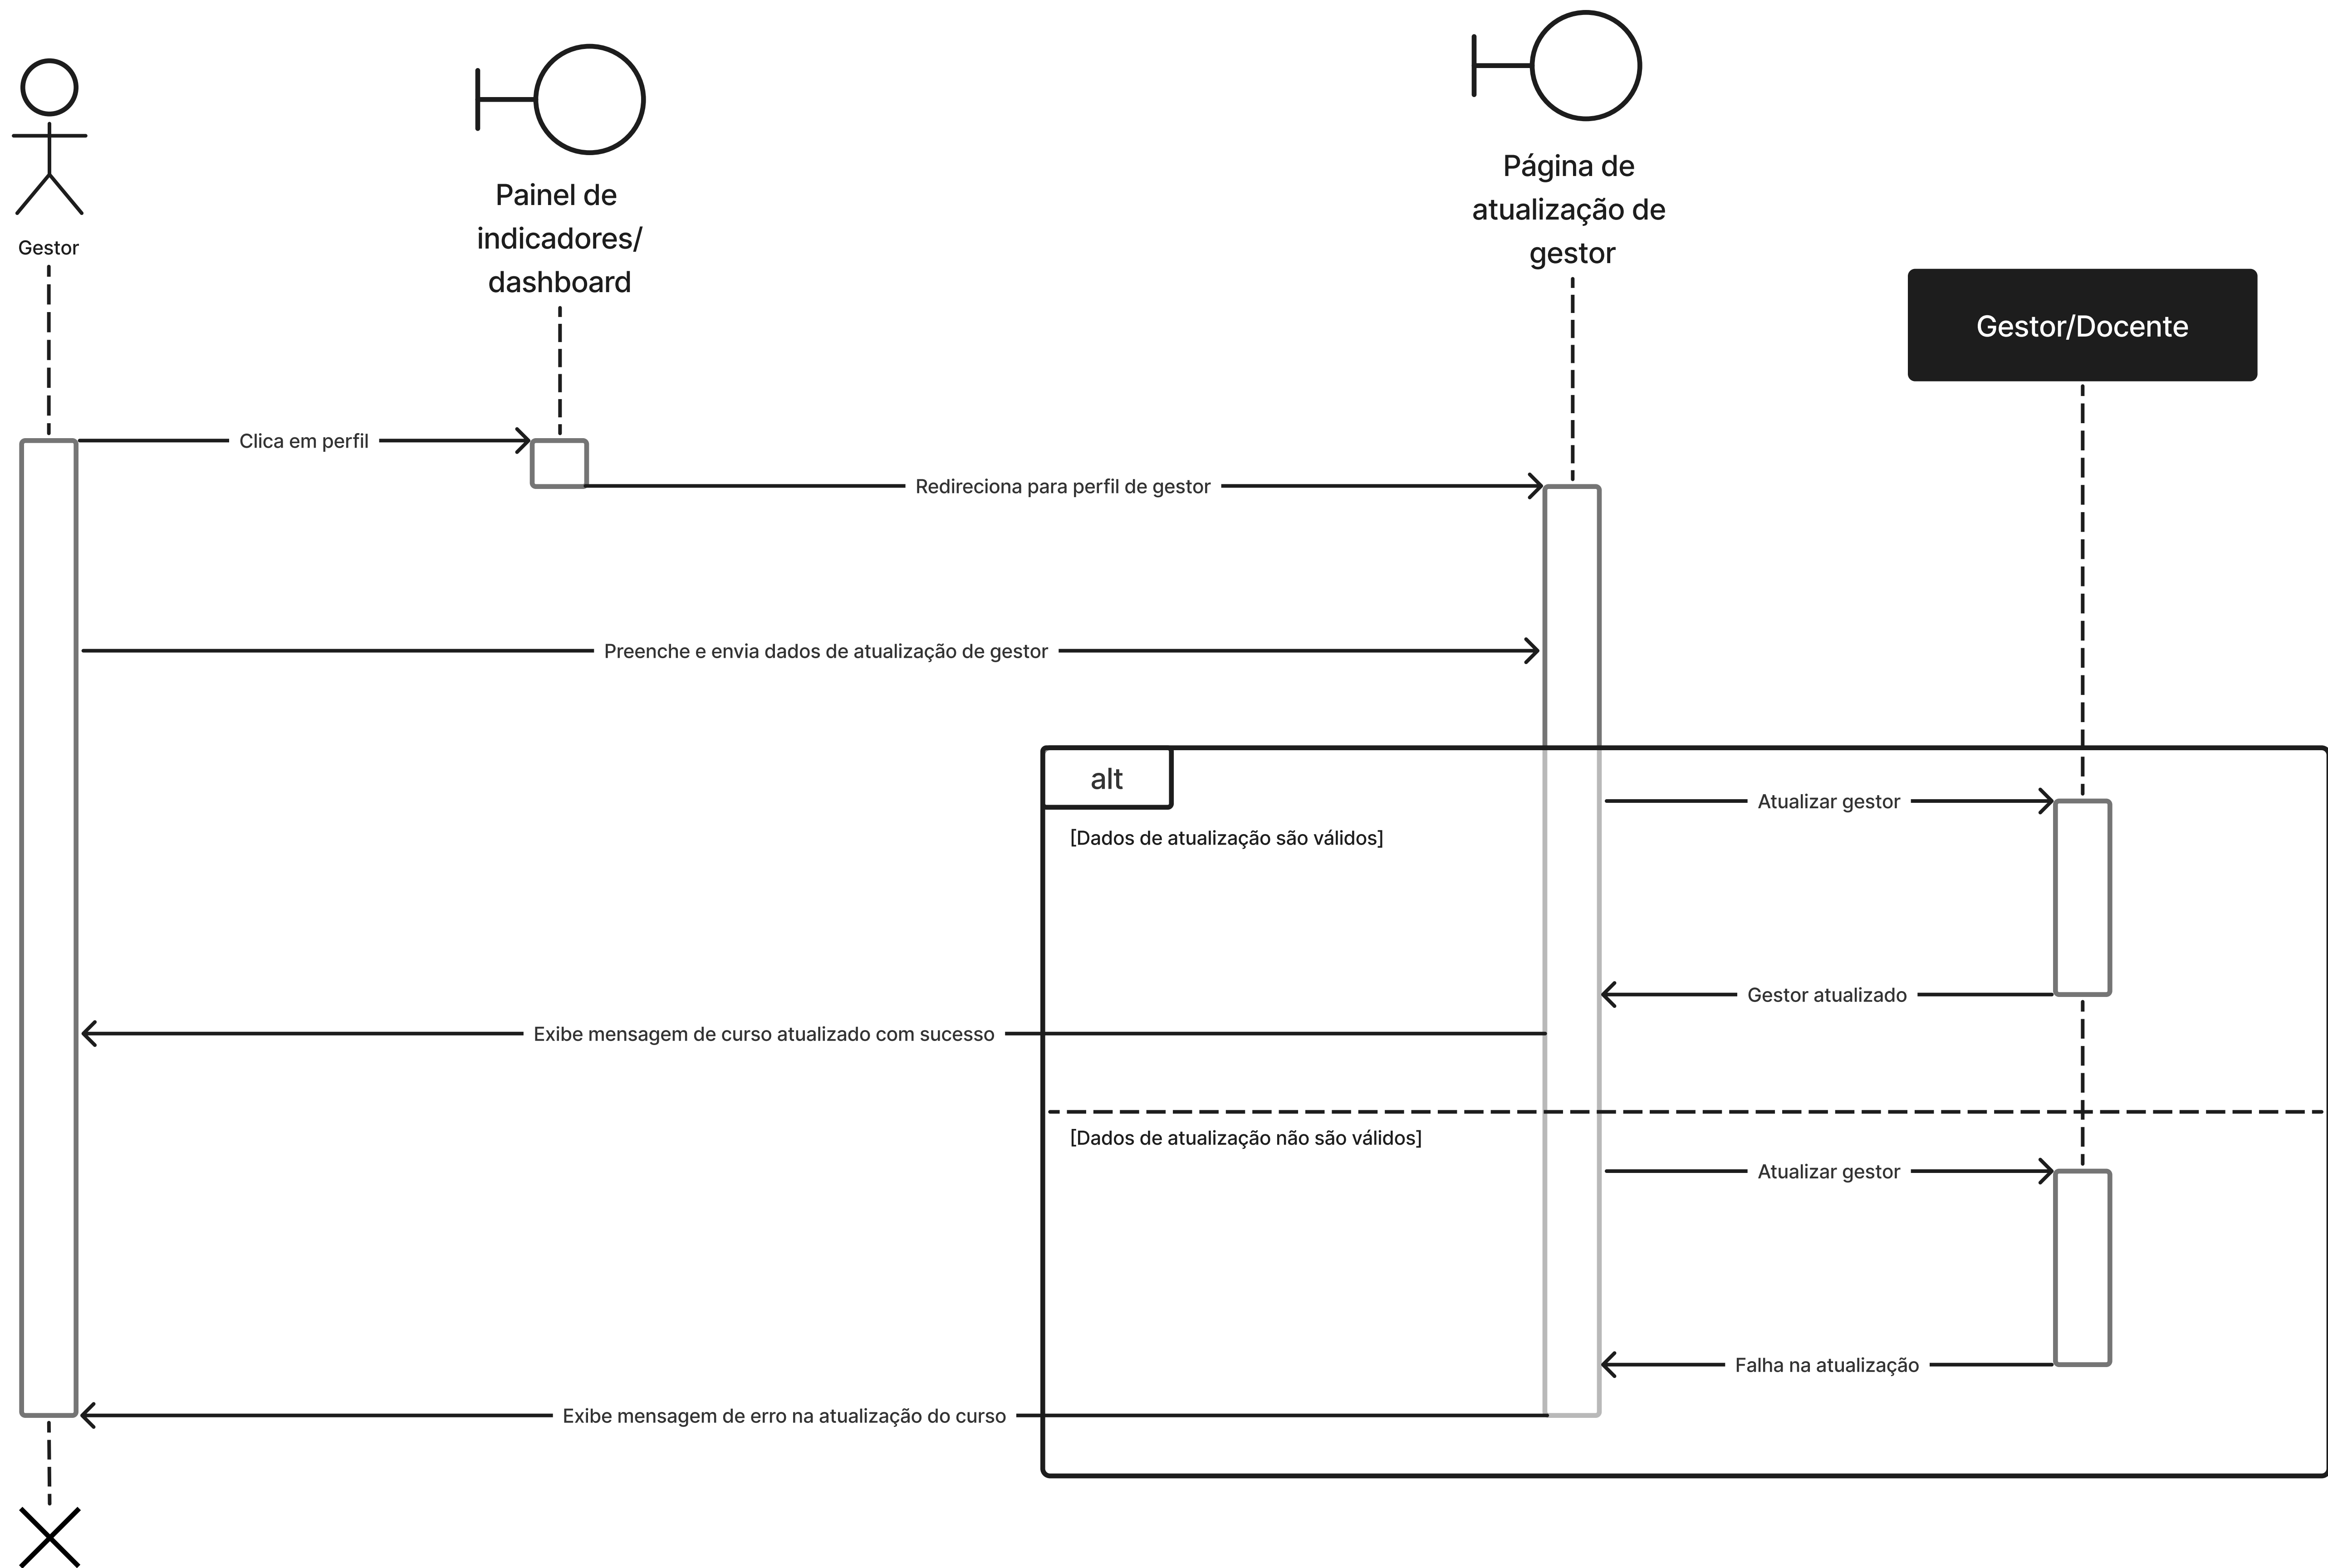 Gestor
Painel de
indicadores/
dashboard
Página de
atualização de
gestor
Gestor/Docente
Clica em perfil
Redireciona para perfil de gestor
Preenche e envia dados de atualização de gestor
alt
Atualizar gestor
[Dados de atualização são válidos]
Gestor atualizado
Exibe mensagem de curso atualizado com sucesso
[Dados de atualização não são válidos]
Atualizar gestor
Falha na atualização
Exibe mensagem de erro na atualização do curso